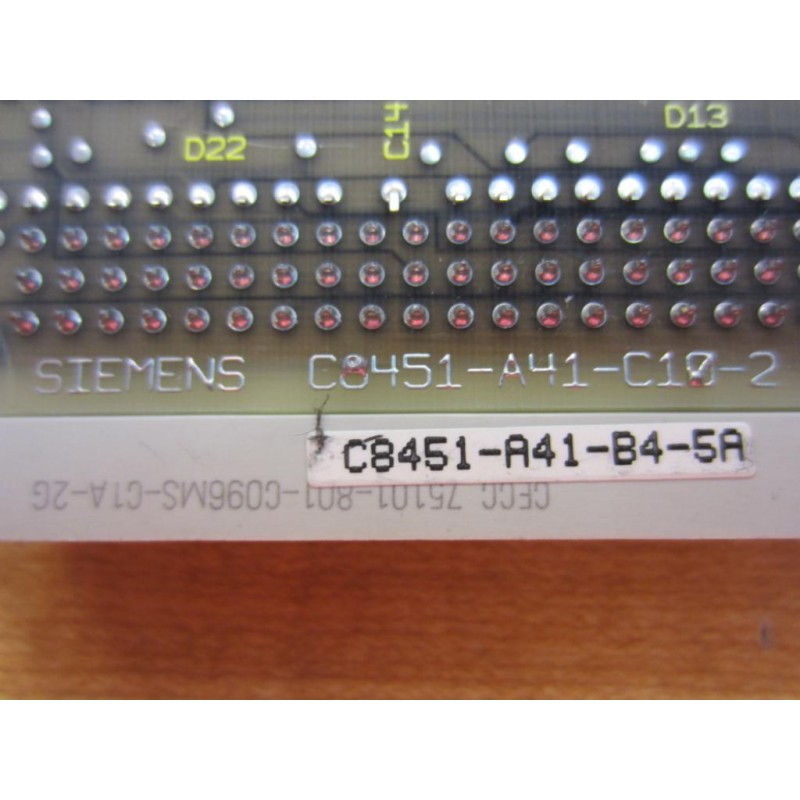 D13
C14
D22
SIEMENS C8451-A41-C10-2
C8451-A41-B4-5A
CECC 75101-801-C096MS-C1A-2G